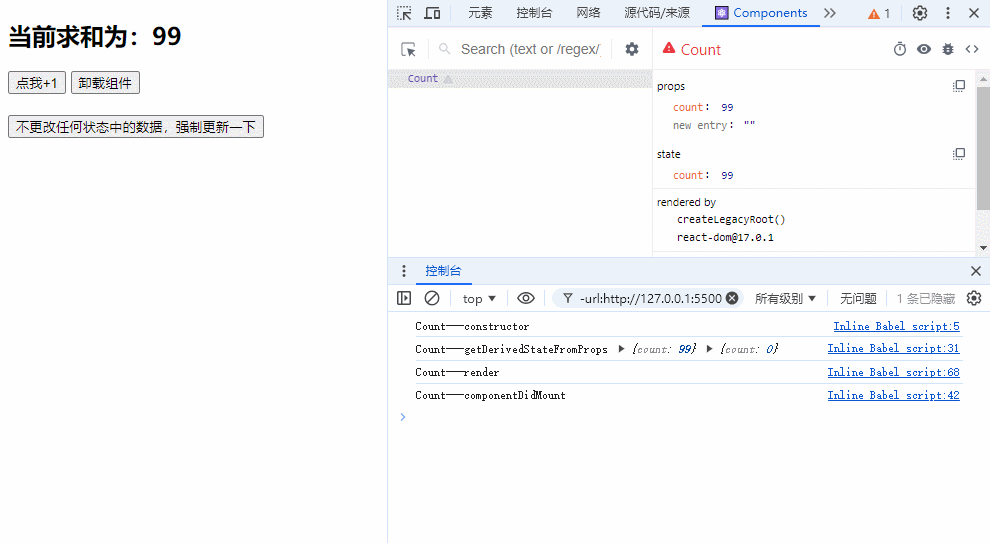 当前求和为：99
点我+1 卸载组件
不更改任何状态中的数据，强制更新一下
元素 控制台 网络 源代码/来源 Components 1
Search (text or /regex/)
Count
Count
props
count: 99
new entry: ""
state
count: 99
rendered by
createLegacyRoot()
react-dom@17.0.1
控制台
top ▼ -url:http://127.0.0.1:5500 所有级别 ▼ 无问题 1 条已隐藏
Count---constructor Inline Babel script:5
Count---getDerivedStateFromProps ▶ {count: 99} ▶ {count: 0} Inline Babel script:31
Count---render Inline Babel script:68
Count---componentDidMount Inline Babel script:42